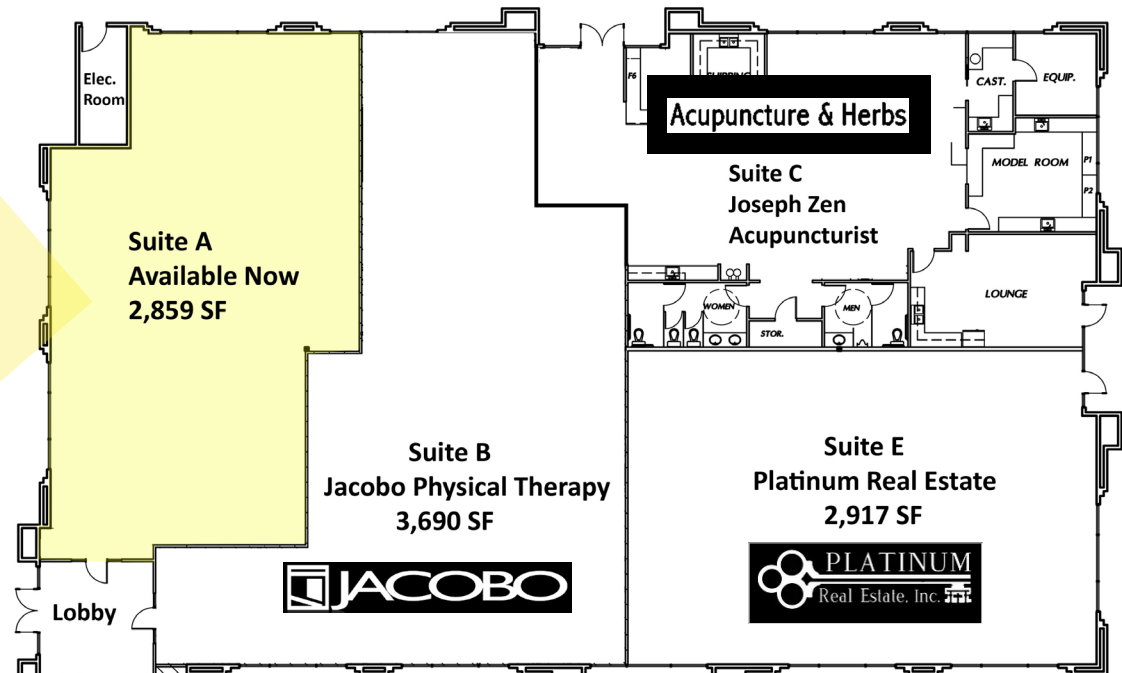 Elec.
Room
F6
SHIPPING
CAST.
EQUIP.
Acupuncture & Herbs
MODEL ROOM
P1
P2
Suite C
Joseph Zen
Acupuncturist
Suite A
Available Now
2,859 SF
WOMEN
MEN
STOR.
LOUNGE
Suite B
Jacobo Physical Therapy
3,690 SF
Suite E
Platinum Real Estate
2,917 SF
JACOBO
PLATINUM
Real Estate, Inc.
Lobby